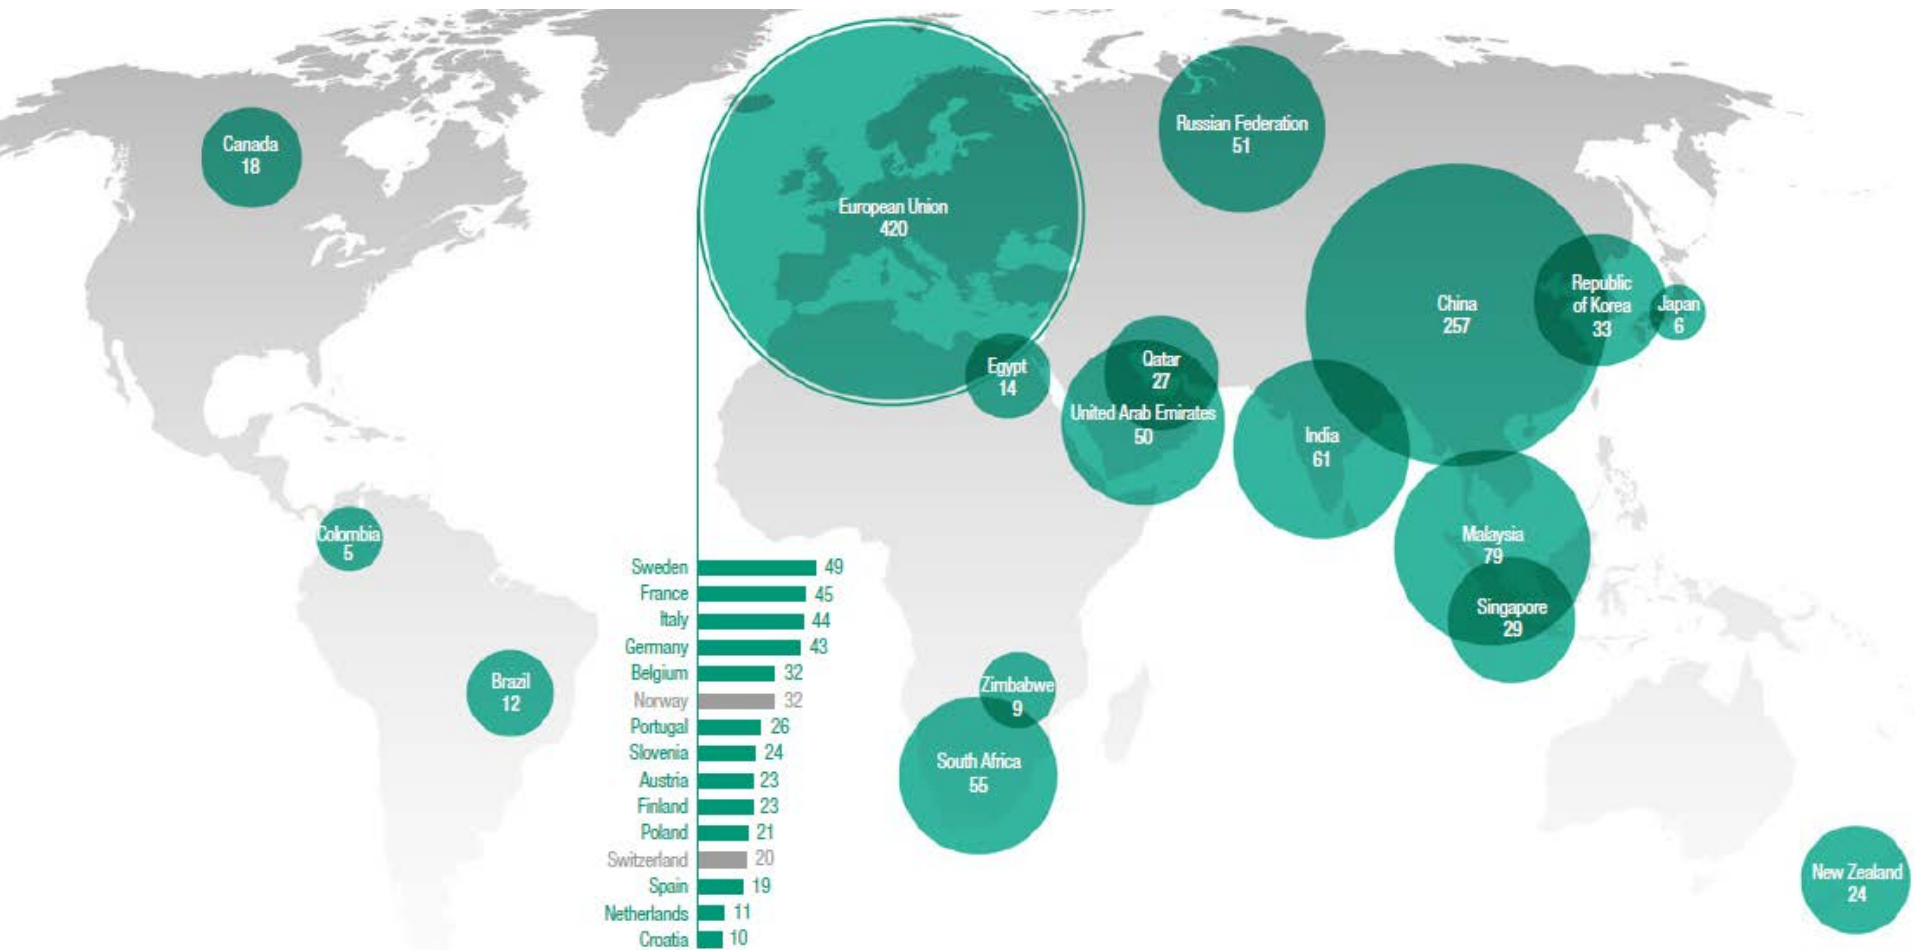 Canada
18
European Union
420
Russian Federation
51
China
257
Republic
of Korea
33
Japan
6
Egypt
14
Qatar
27
United Arab Emirates
50
India
61
Malaysia
79
Singapore
29
Colombia
5
Brazil
12
Zimbabwe
9
South Africa
55
New Zealand
24
Sweden 49
France 45
Italy 44
Germany 43
Belgium 32
Norway 32
Portugal 26
Slovenia 24
Austria 23
Finland 23
Poland 21
Switzerland 20
Spain 19
Netherlands 11
Croatia 10